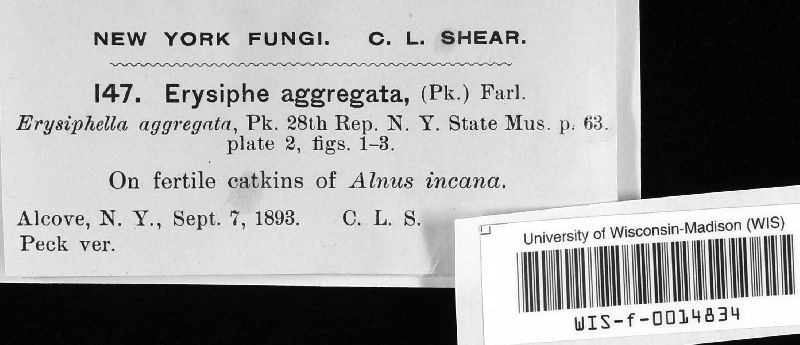 NEW YORK FUNGI. C. L. SHEAR.
147. Erysiphe aggregata, (Pk.) Farl.
Erysiphella aggregata, Pk. 28th Rep. N. Y. State Mus. p. 63.
plate 2, figs. 1–3.
On fertile catkins of Alnus incana.
Alcove, N. Y., Sept. 7, 1893. C. L. S.
Peck ver.
University of Wisconsin-Madison (WIS)
WIS-f-0014834